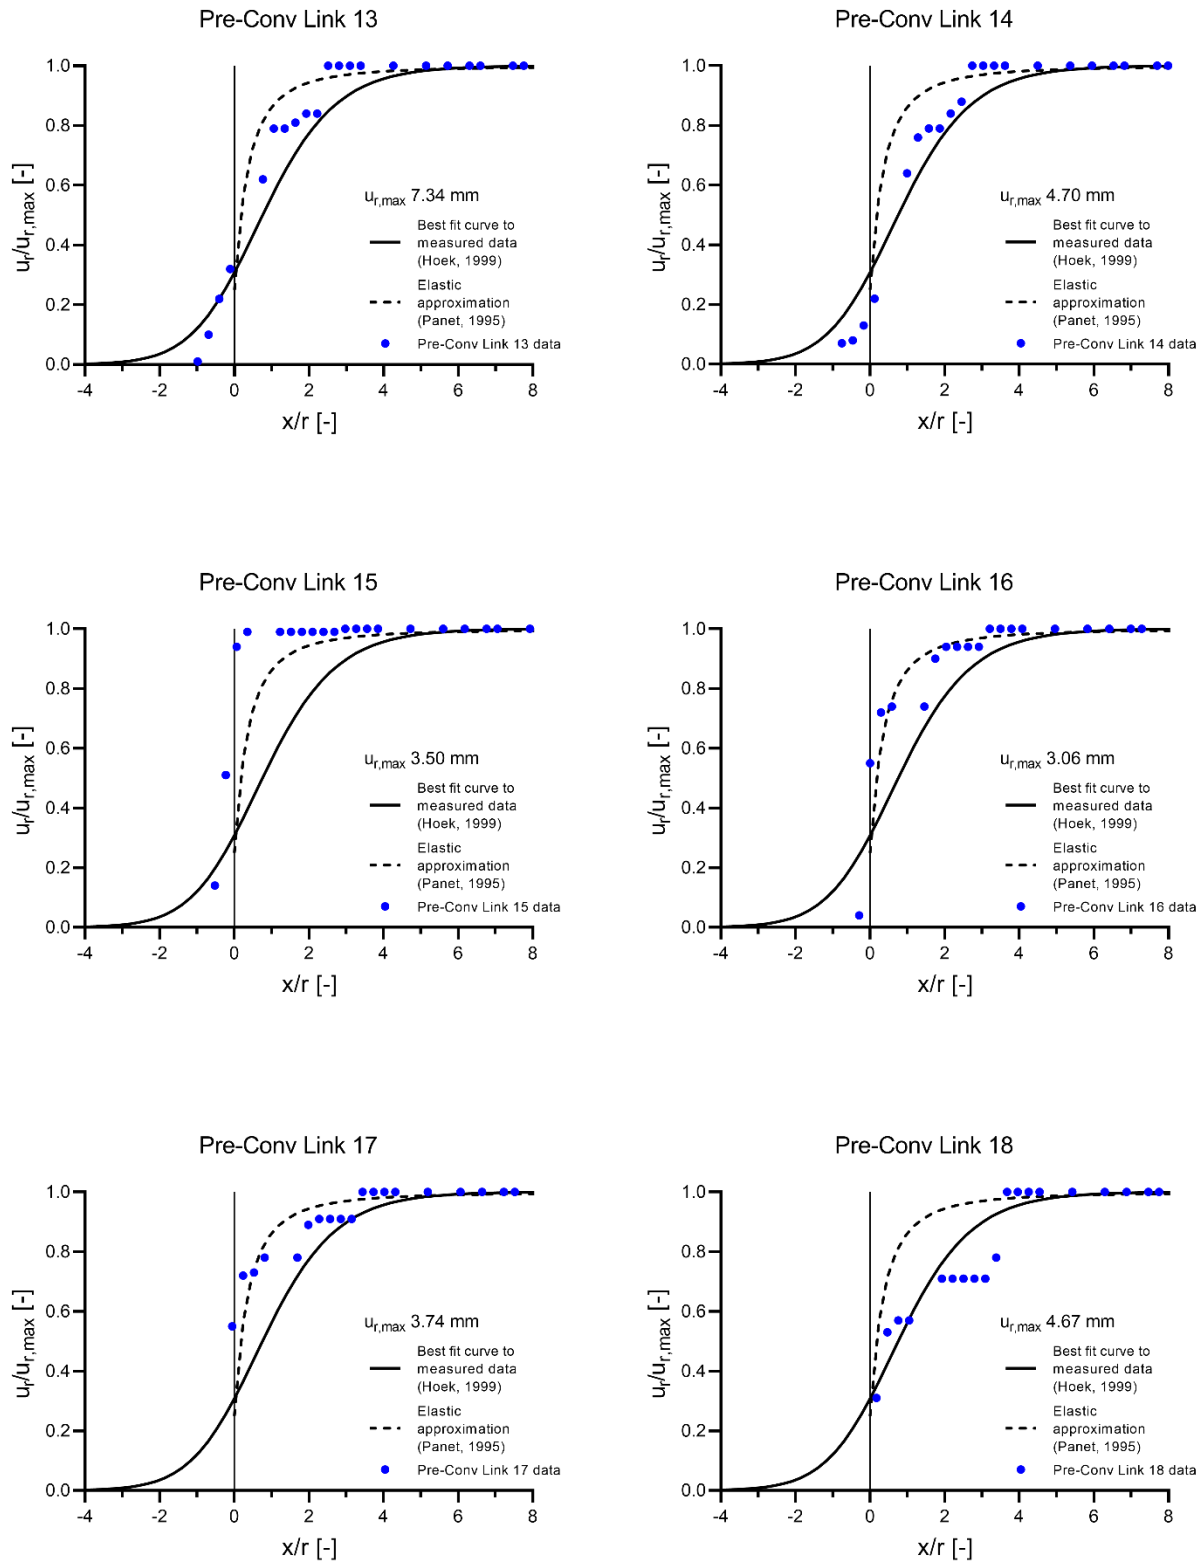 Pre-Conv Link 13
1.0
0.8
0.6
0.4
0.2
0.0
-4 -2 0 2 4 6 8
x/r [-]
ur/ur,max [-]
ur,max 7.34 mm
Best fit curve to
measured data
(Hoek, 1999)
Elastic
approximation
(Panet, 1995)
Pre-Conv Link 13 data
Pre-Conv Link 14
1.0
0.8
0.6
0.4
0.2
0.0
-4 -2 0 2 4 6 8
x/r [-]
ur/ur,max [-]
ur,max 4.70 mm
Best fit curve to
measured data
(Hoek, 1999)
Elastic
approximation
(Panet, 1995)
Pre-Conv Link 14 data
Pre-Conv Link 15
1.0
0.8
0.6
0.4
0.2
0.0
-4 -2 0 2 4 6 8
x/r [-]
ur/ur,max [-]
ur,max 3.50 mm
Best fit curve to
measured data
(Hoek, 1999)
Elastic
approximation
(Panet, 1995)
Pre-Conv Link 15 data
Pre-Conv Link 16
1.0
0.8
0.6
0.4
0.2
0.0
-4 -2 0 2 4 6 8
x/r [-]
ur/ur,max [-]
ur,max 3.06 mm
Best fit curve to
measured data
(Hoek, 1999)
Elastic
approximation
(Panet, 1995)
Pre-Conv Link 16 data
Pre-Conv Link 17
1.0
0.8
0.6
0.4
0.2
0.0
-4 -2 0 2 4 6 8
x/r [-]
ur/ur,max [-]
ur,max 3.74 mm
Best fit curve to
measured data
(Hoek, 1999)
Elastic
approximation
(Panet, 1995)
Pre-Conv Link 17 data
Pre-Conv Link 18
1.0
0.8
0.6
0.4
0.2
0.0
-4 -2 0 2 4 6 8
x/r [-]
ur/ur,max [-]
ur,max 4.67 mm
Best fit curve to
measured data
(Hoek, 1999)
Elastic
approximation
(Panet, 1995)
Pre-Conv Link 18 data